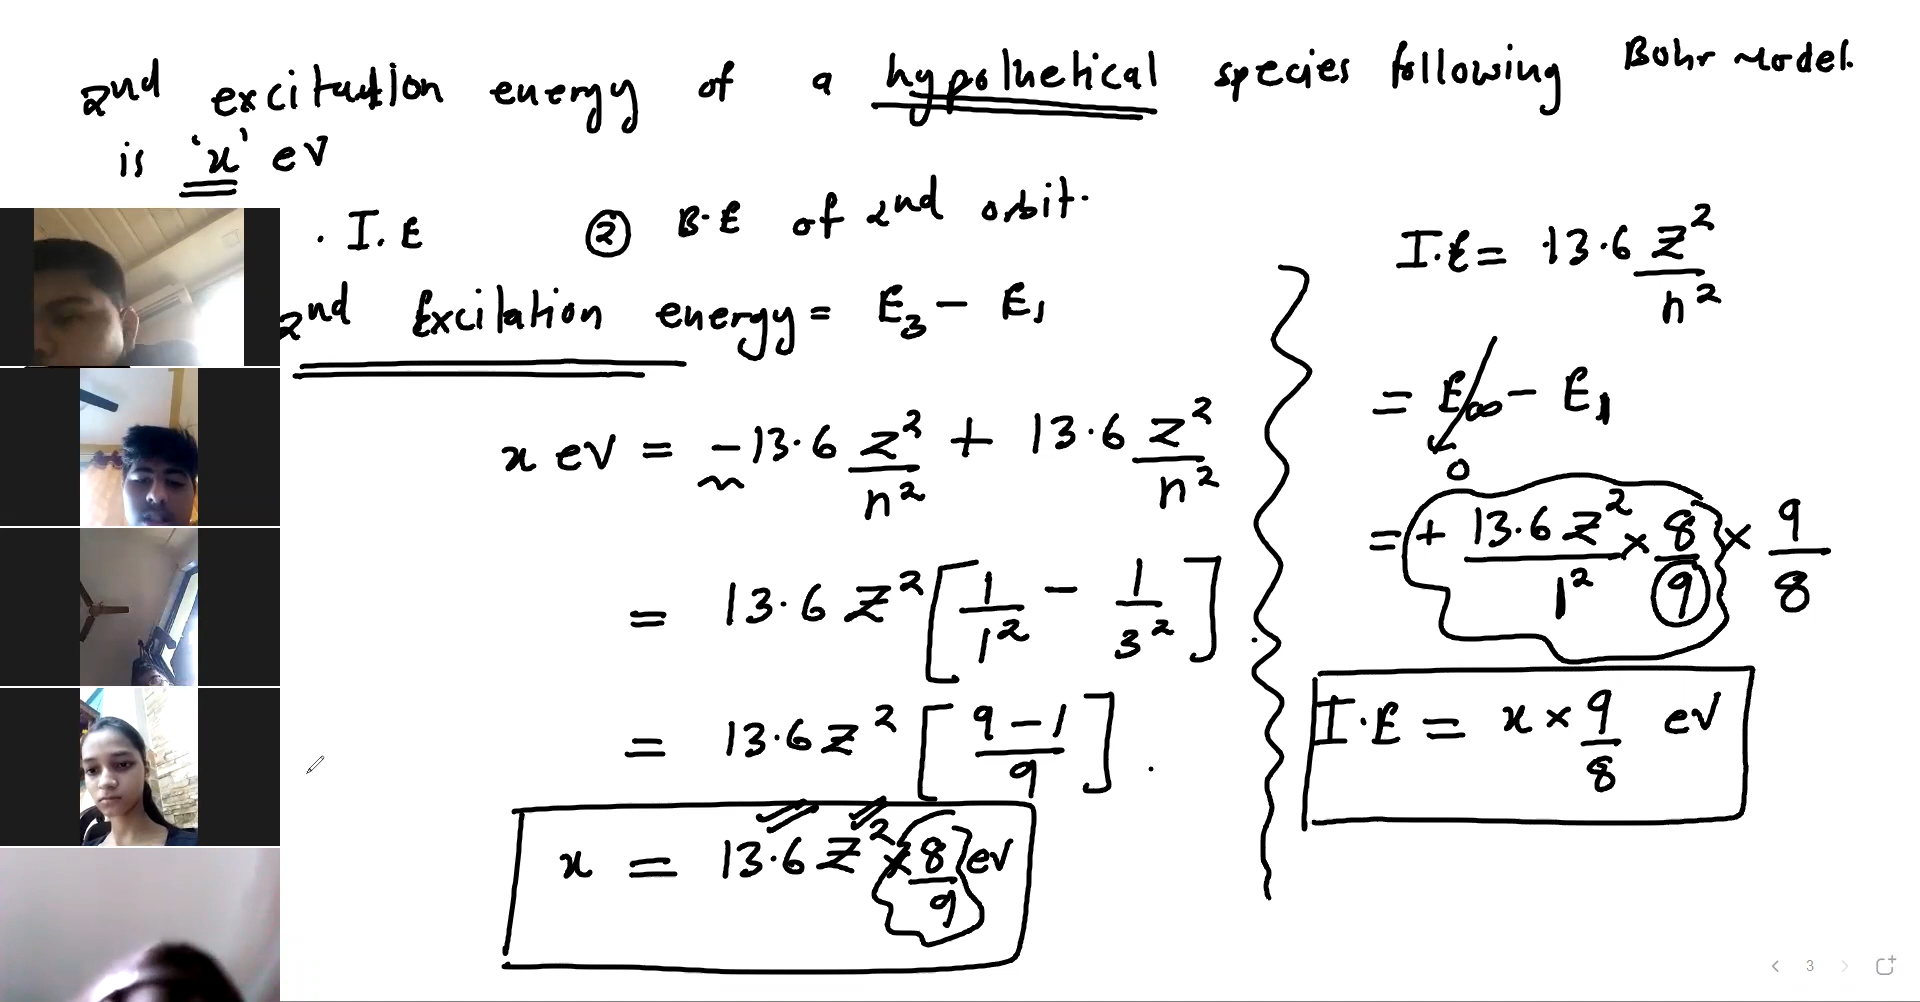 2nd excitation energy of a hypothetical species following Bohr Model.
is 'x' eV
. I.E ② B.E of 2nd orbit.
2nd Excitation energy = E₃ - E₁
x eV = -13.6 Z²/n² + 13.6 Z²/n²
= 13.6 Z² [1/1² - 1/3²]
= 13.6 Z² [9-1/9]
x = 13.6 Z² × 8/9 eV
I.E = 13.6 Z²/n²
= E∞ - E₁
0
= + 13.6 Z²/1² × 8/9 × 9/8
I.E = x × 9/8 eV
3